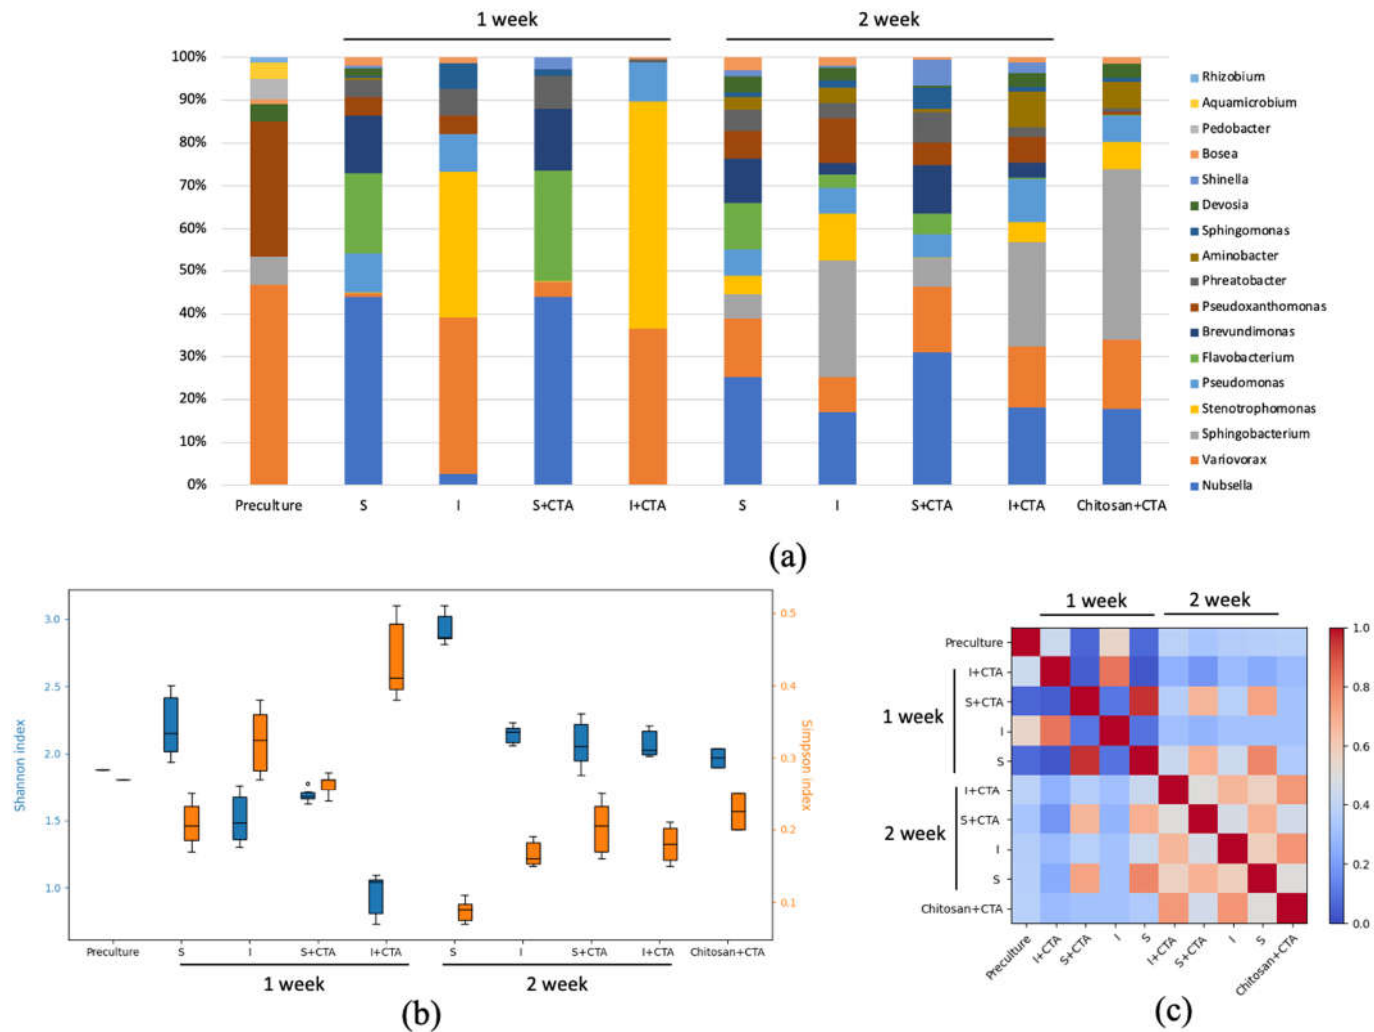 1 week
2 week
100%
90%
80%
70%
60%
50%
40%
30%
20%
10%
0%
Preculture
S
I
S+CTA
I+CTA
S
I
S+CTA
I+CTA
Chitosan+CTA
Rhizobium
Aquamicrobium
Pedobacter
Bosea
Shinella
Devosia
Sphingomonas
Aminobacter
Phreatobacter
Pseudoxanthomonas
Brevundimonas
Flavobacterium
Pseudomonas
Stenotrophomonas
Sphingobacterium
Variovorax
Nubsella
(a)
Shannon index
3.0
2.5
2.0
1.5
1.0
0.5
0.4
0.3
0.2
0.1
Simpson index
Preculture
S
I
S+CTA
I+CTA
S
I
S+CTA
I+CTA
Chitosan+CTA
1 week
2 week
(b)
1 week
2 week
Preculture
I+CTA
S+CTA
I
S
I+CTA
S+CTA
I
S
Chitosan+CTA
1 week
2 week
Preculture
I+CTA
S+CTA
I
S
I+CTA
S+CTA
I
S
Chitosan+CTA
1.0
0.8
0.6
0.4
0.2
0.0
(c)